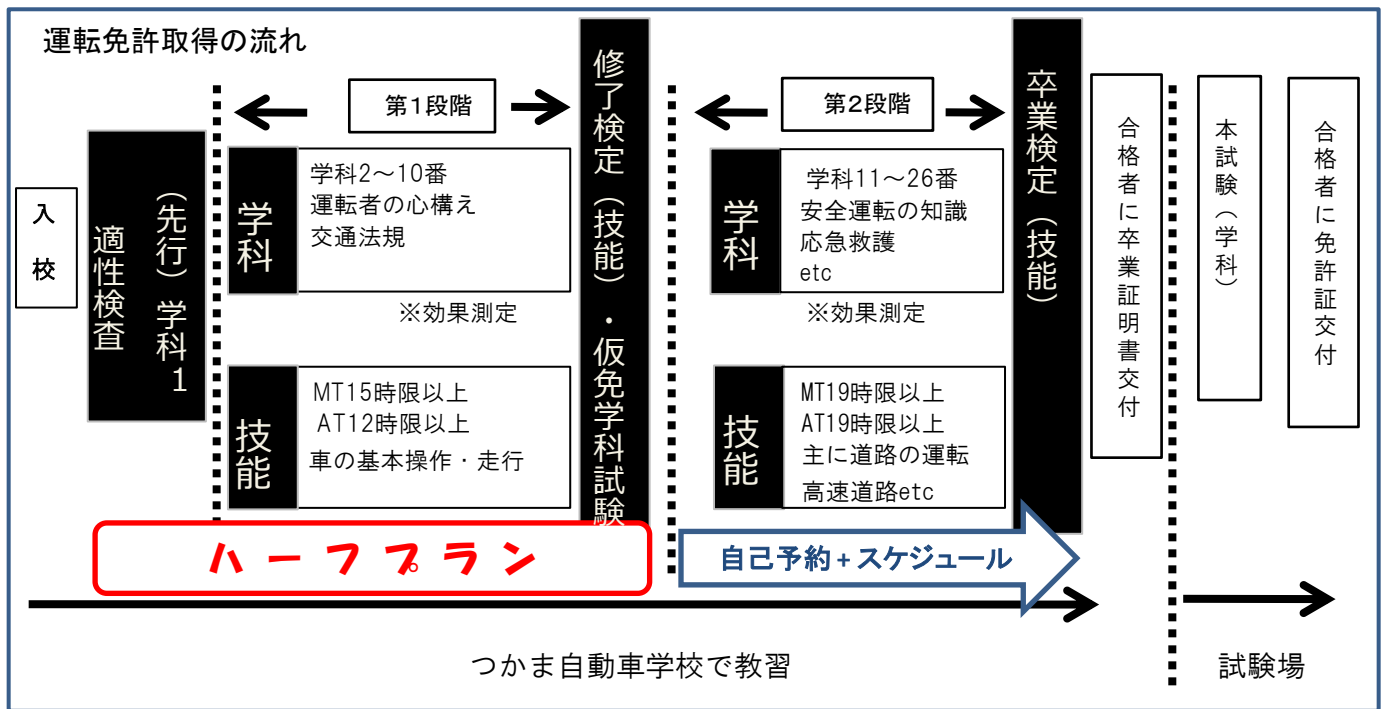 運転免許取得の流れ
入校
適性検査
（先行）学科１
第１段階
学科
学科2～10番
運転者の心構え
交通法規
※効果測定
技能
MT15時限以上
AT12時限以上
車の基本操作・走行
修了検定（技能）・仮免学科試験
第２段階
学科
学科11～26番
安全運転の知識
応急救護
etc
※効果測定
技能
MT19時限以上
AT19時限以上
主に道路の運転
高速道路etc
卒業検定（技能）
合格者に卒業証明書交付
本試験（学科）
合格者に免許証交付
ハーフプラン
自己予約+スケジュール
つかま自動車学校で教習
試験場